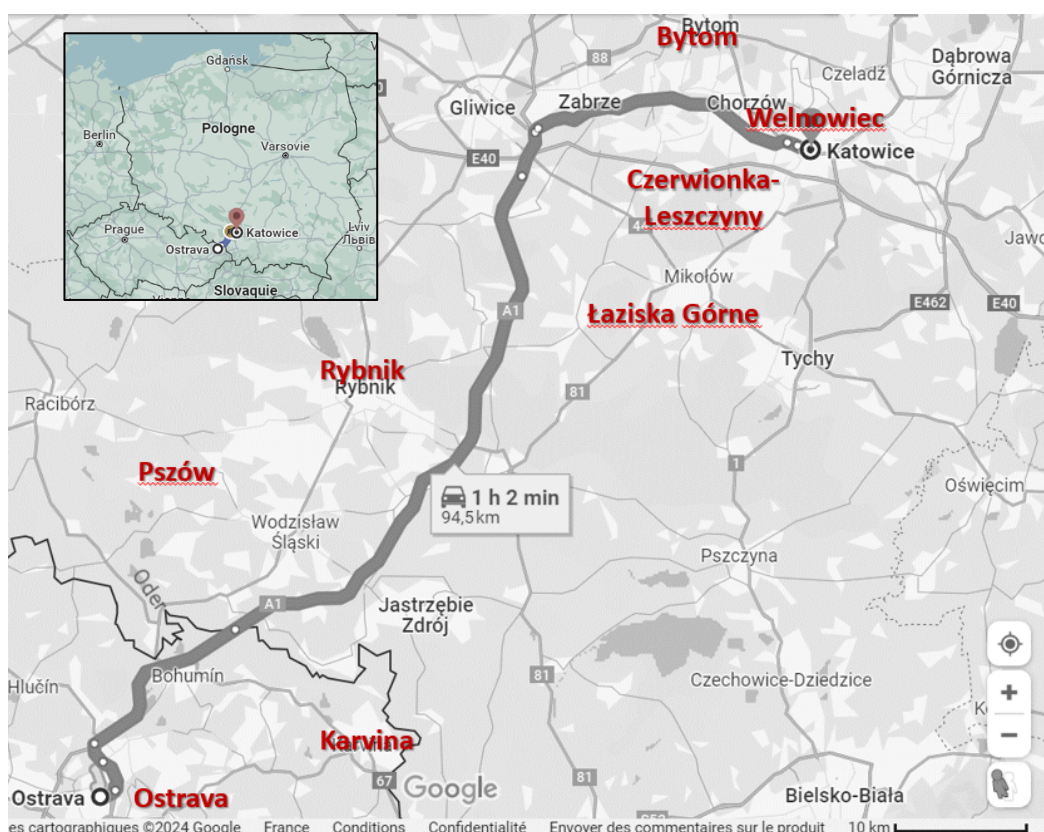 Gdańsk
Berlin
Pologne
Varsovie
Prague
Katowice
Ostrava
Lviv
Львів
Slovaquie
Bytom
Bytom
88
Czeladź
Dąbrowa
Górnicza
Gliwice
Zabrze
Chorzów
Welnowiec
Katowice
E40
Czerwionka-
Leszczyny
Mikołów
Jawo
A1
Łaziska Górne
E462
E40
Rybnik
Rybnik
Tychy
81
Racibórz
Pszów
1
1 h 2 min
94,5 km
Oświęcim
Wodzisław
Śląski
Pszczyna
Oder
A1
Jastrzębie
Zdrój
Bohumín
81
Hlučín
Czechowice-Dziedzice
Karvina
67
Google
81
Ostrava
Ostrava
Bielsko-Biała
es cartographiques ©2024 Google France Conditions Confidentialité Envoyer des commentaires sur le produit 10 km